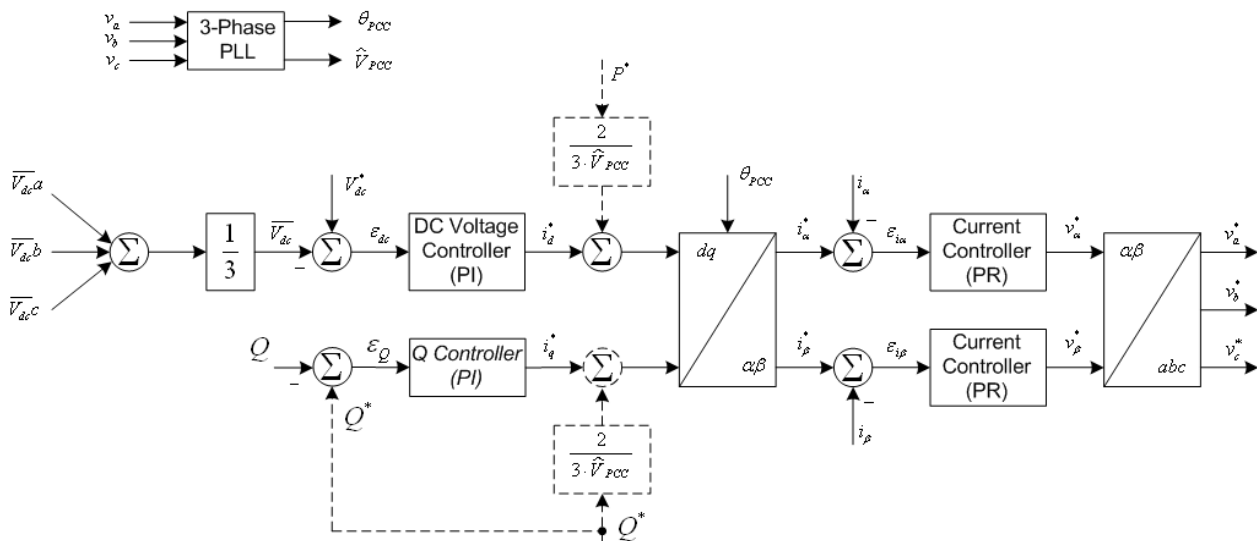 v_a
v_b
v_c
3-Phase
PLL
θ_PCC
V̂_PCC
P*
2
3·V̂_PCC
V̄_dc a
V̄_dc b
V̄_dc c
Σ
1
3
V̄_dc
−
V*_dc
Σ
ε_dc
DC Voltage
Controller
(PI)
i*_d
Σ
θ_PCC
dq
αβ
i*_α
i_α
−
Σ
ε_iα
Current
Controller
(PR)
v*_α
αβ
abc
v*_a
v*_b
v*_c
Q
−
Σ
ε_Q
Q Controller
(PI)
i*_q
Σ
i*_β
Σ
−
i_β
ε_iβ
Current
Controller
(PR)
v*_β
Q*
2
3·V̂_PCC
Q*